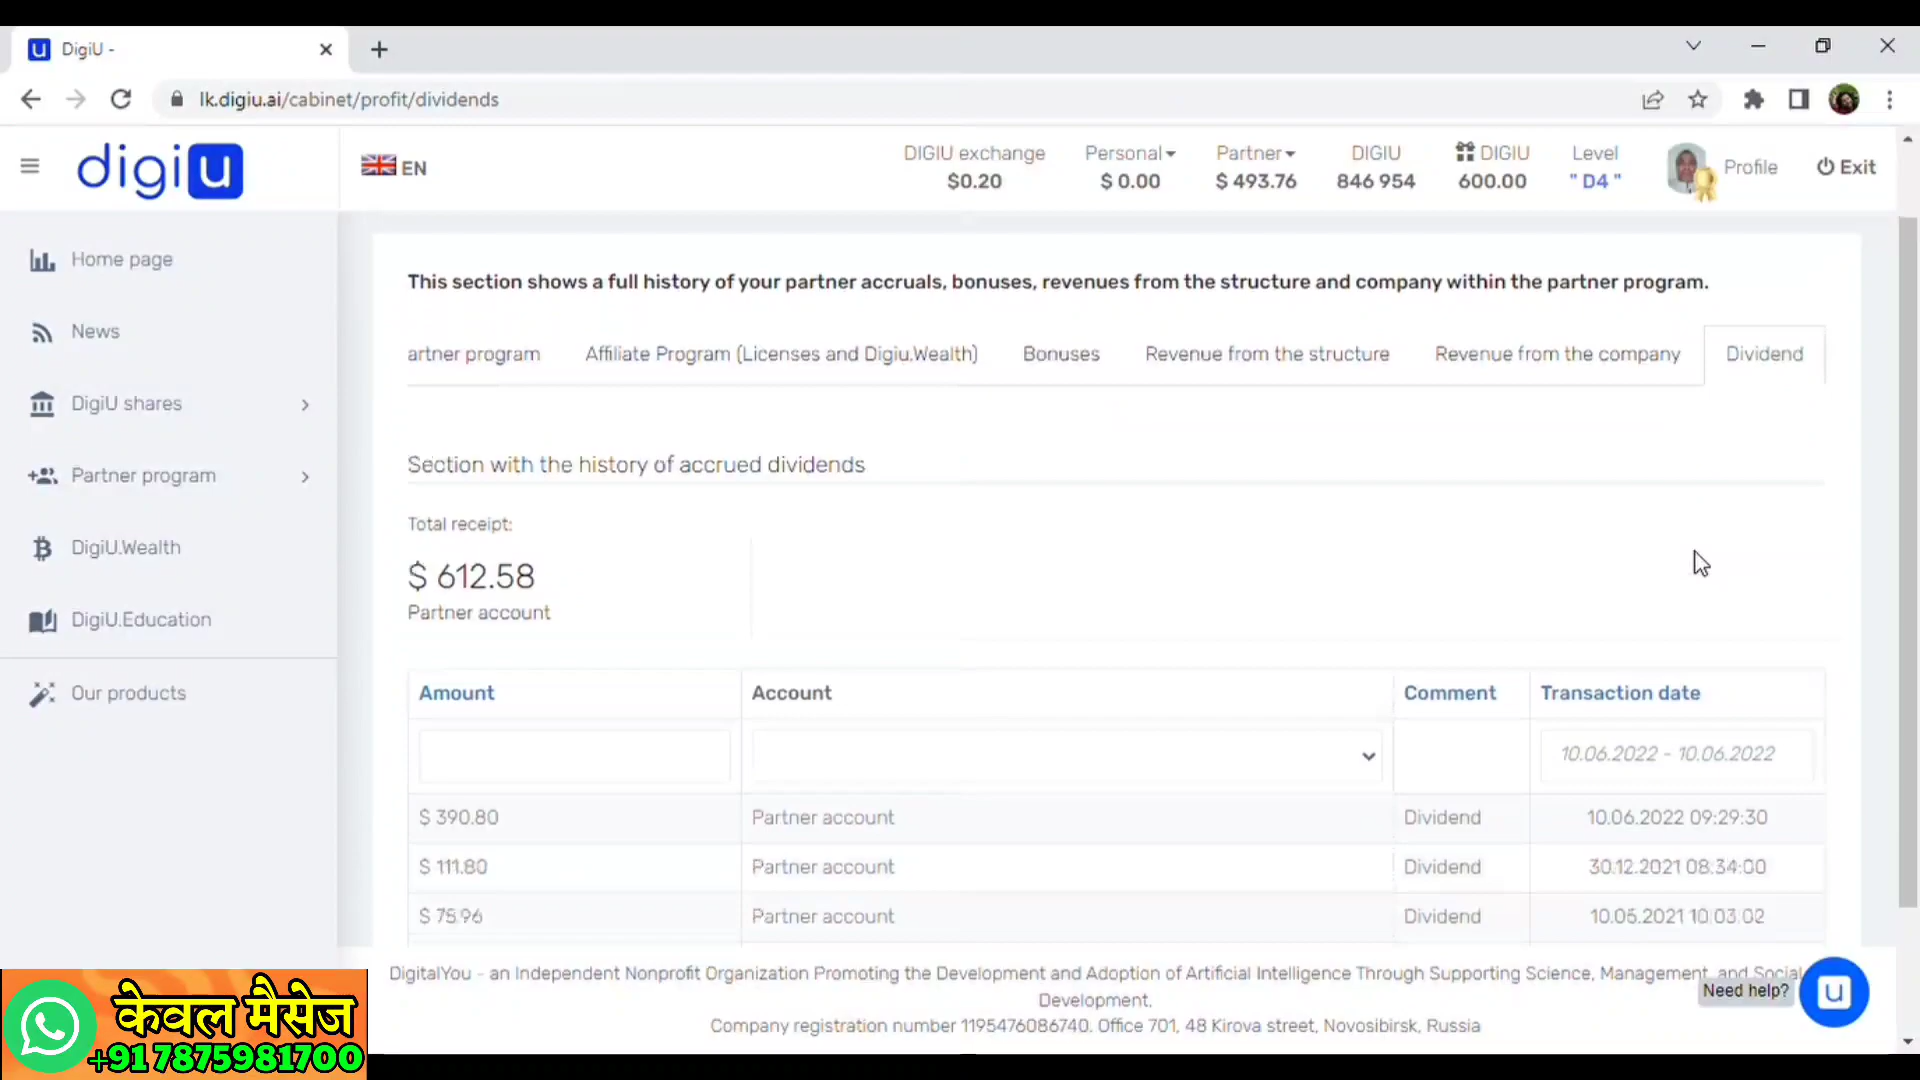 DigiU -
lk.digiu.ai/cabinet/profit/dividends
digiu
EN
DIGIU exchange
$0.20
Personal
$ 0.00
Partner
$ 493.76
DIGIU
846 954
DIGIU
600.00
Level
" D4 "
Profile
Exit
Home page
News
DigiU shares
Partner program
DigiU.Wealth
DigiU.Education
Our products
This section shows a full history of your partner accruals, bonuses, revenues from the structure and company within the partner program.
artner program Affiliate Program (Licenses and Digiu.Wealth) Bonuses Revenue from the structure Revenue from the company Dividend
Section with the history of accrued dividends
Total receipt:
$ 612.58
Partner account
Amount Account Comment Transaction date
10.06.2022 - 10.06.2022
$ 390.80 Partner account Dividend 10.06.2022 09:29:30
$ 111.80 Partner account Dividend 30.12.2021 08:34:00
$ 75.96 Partner account Dividend 10.05.2021 10:03:02
DigitalYou - an Independent Nonprofit Organization Promoting the Development and Adoption of Artificial Intelligence Through Supporting Science, Management, and Social
Development.
Company registration number 1195476086740. Office 701, 48 Kirova street, Novosibirsk, Russia
Need help?
केवल मैसेज
+91 7875981700